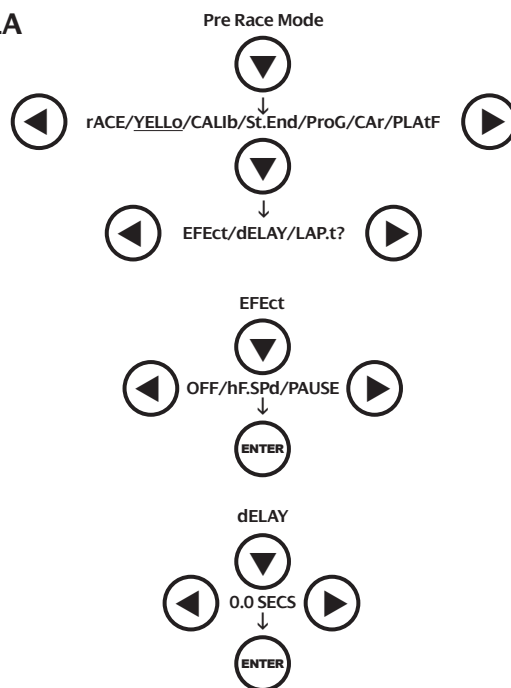 Pre Race Mode
rACE/YELLo/CALIb/St.End/ProG/CAr/PLAtF
EFEct/dELAY/LAP.t?
EFEct
OFF/hF.SPd/PAUSE
ENTER
dELAY
0.0 SECS
ENTER